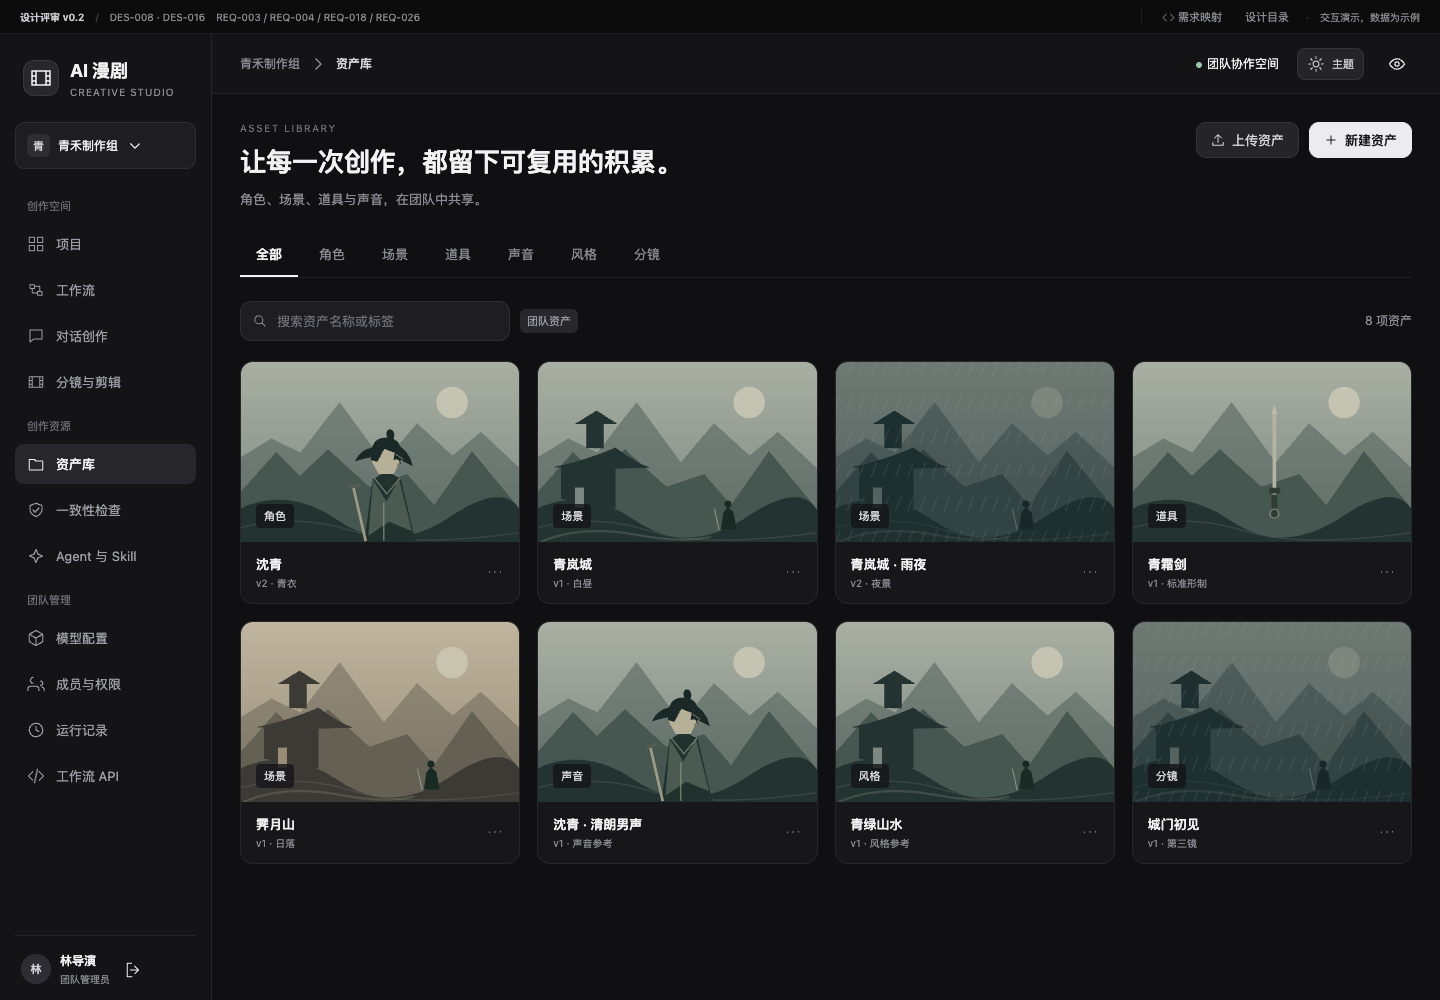 设计评审 v0.2 / DES-008 · DES-016 REQ-003 / REQ-004 / REQ-018 / REQ-026
需求映射 设计目录 · 交互演示，数据为示例
AI 漫剧
CREATIVE STUDIO
青 青禾制作组
创作空间
项目
工作流
对话创作
分镜与剪辑
创作资源
资产库
一致性检查
Agent 与 Skill
团队管理
模型配置
成员与权限
运行记录
工作流 API
林 林导演
团队管理员
青禾制作组 资产库
团队协作空间 主题
ASSET LIBRARY
让每一次创作，都留下可复用的积累。
角色、场景、道具与声音，在团队中共享。
上传资产 新建资产
全部 角色 场景 道具 声音 风格 分镜
搜索资产名称或标签 团队资产 8 项资产
角色
沈青
v2 · 青衣
场景
青岚城
v1 · 白昼
场景
青岚城 · 雨夜
v2 · 夜景
道具
青霜剑
v1 · 标准形制
场景
霁月山
v1 · 日落
声音
沈青 · 清朗男声
v1 · 声音参考
风格
青绿山水
v1 · 风格参考
分镜
城门初见
v1 · 第三镜